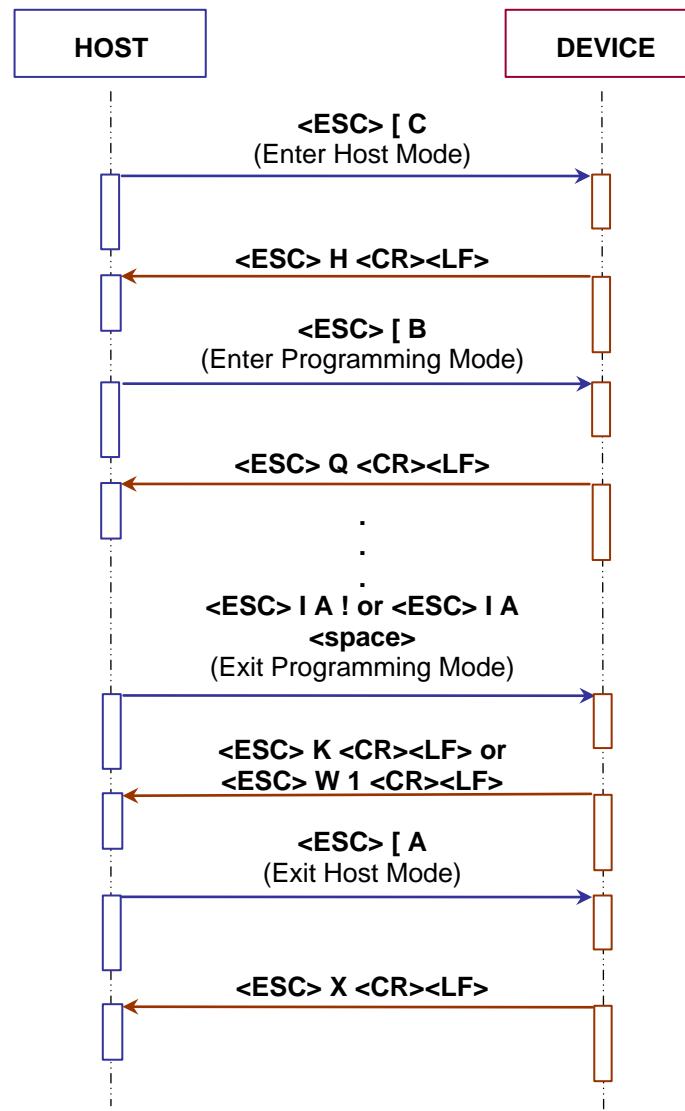 HOST
DEVICE
<ESC> [ C
(Enter Host Mode)
<ESC> H <CR><LF>
<ESC> [ B
(Enter Programming Mode)
<ESC> Q <CR><LF>
.
.
.
<ESC> I A ! or <ESC> I A
<space>
(Exit Programming Mode)
<ESC> K <CR><LF> or
<ESC> W 1 <CR><LF>
<ESC> [ A
(Exit Host Mode)
<ESC> X <CR><LF>